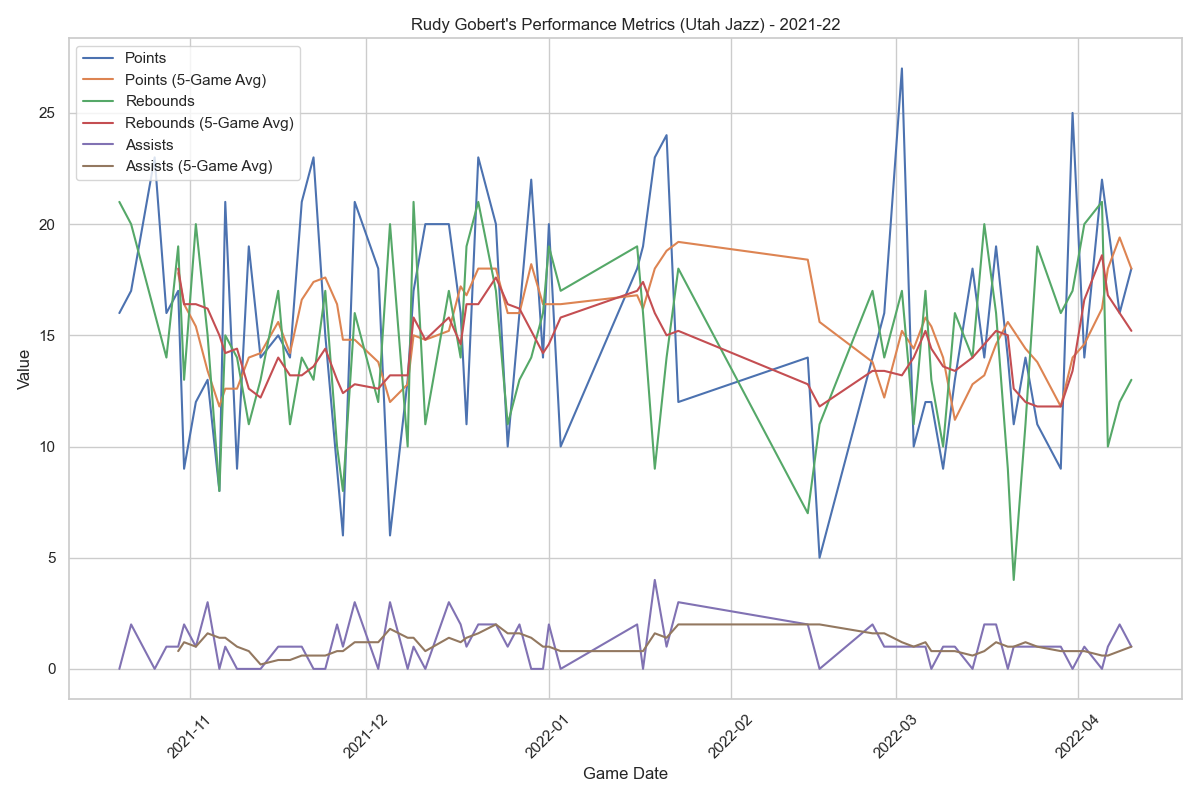 Rudy Gobert's Performance Metrics (Utah Jazz) - 2021-22
Points
Points (5-Game Avg)
Rebounds
Rebounds (5-Game Avg)
Assists
Assists (5-Game Avg)
25
20
15
10
5
0
Value
2021-11
2021-12
2022-01
2022-02
2022-03
2022-04
Game Date